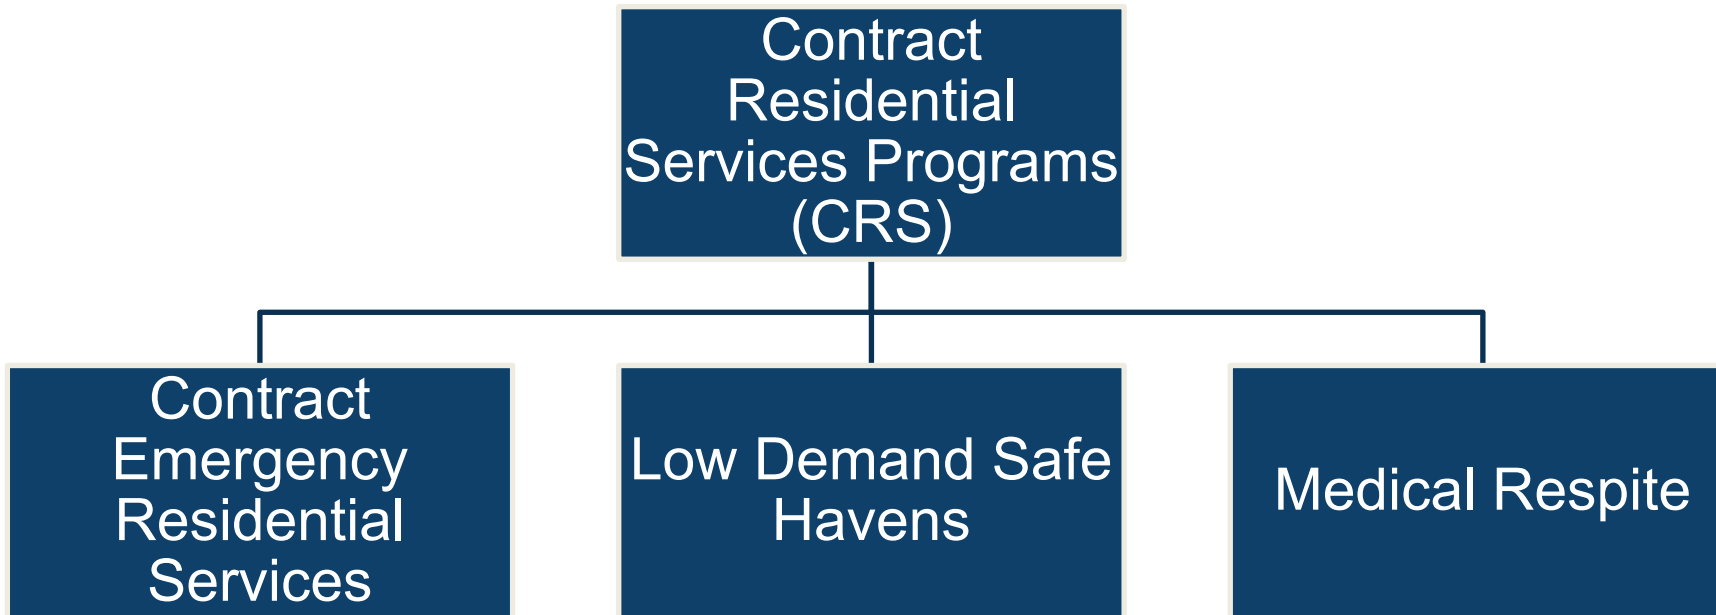 Contract
Residential
Services Programs
(CRS)
Contract
Emergency
Residential
Services
Low Demand Safe
Havens
Medical Respite